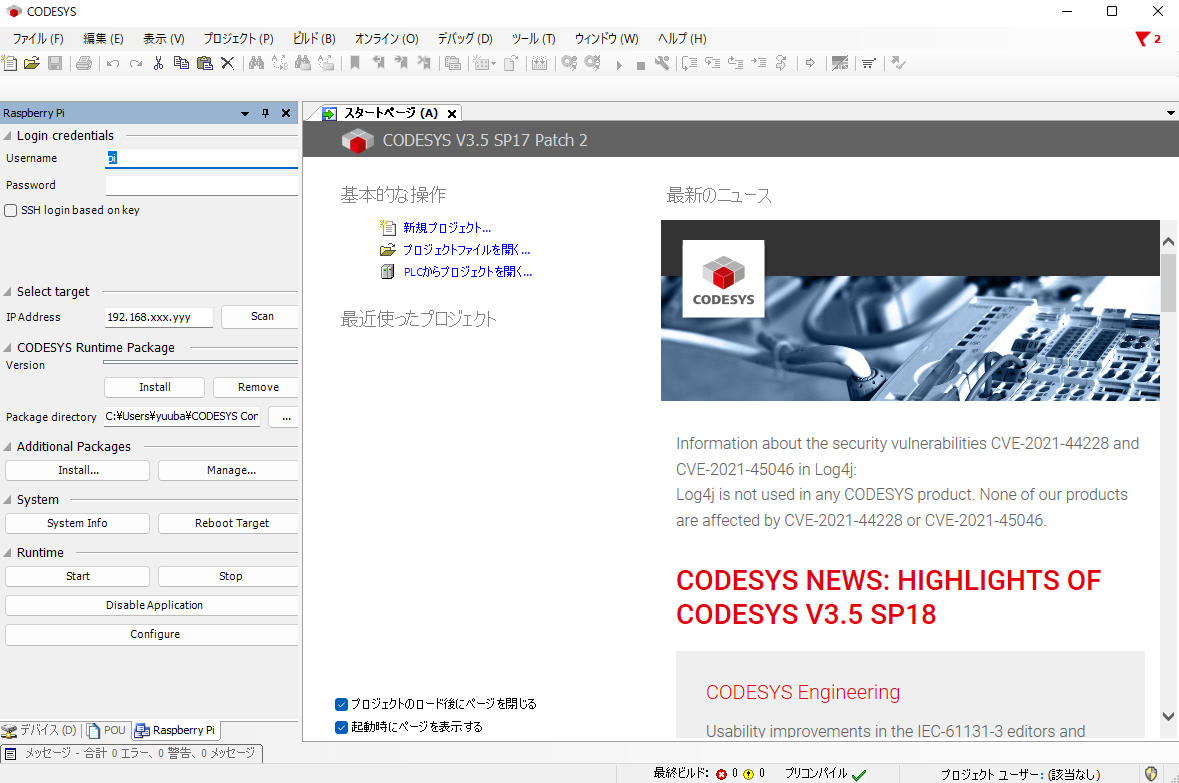 CODESYS
ファイル (F) 編集 (E) 表示 (V) プロジェクト (P) ビルド (B) オンライン (O) デバッグ (D) ツール (T) ウィンドウ (W) ヘルプ (H) 2
Raspberry Pi
Login credentials
Username pi
Password
SSH login based on key
Select target
IP Address 192.168.xxx.yyy Scan
CODESYS Runtime Package
Version
Install Remove
Package directory C:¥Users¥yuuba¥CODESYS Cor ...
Additional Packages
Install... Manage...
System
System Info Reboot Target
Runtime
Start Stop
Disable Application
Configure
デバイス (D) POU Raspberry Pi
スタートページ (A)
CODESYS V3.5 SP17 Patch 2
基本的な操作
新規プロジェクト...
プロジェクトファイルを開く...
PLCからプロジェクトを開く...
最近使ったプロジェクト
プロジェクトのロード後にページを閉じる
起動時にページを表示する
最新のニュース
CODESYS
Information about the security vulnerabilities CVE-2021-44228 and
CVE-2021-45046 in Log4j:
Log4j is not used in any CODESYS product. None of our products
are affected by CVE-2021-44228 or CVE-2021-45046.
CODESYS NEWS: HIGHLIGHTS OF
CODESYS V3.5 SP18
CODESYS Engineering
Usability improvements in the IEC-61131-3 editors and
メッセージ - 合計 0 エラー、0 警告、0 メッセージ
最終ビルド: 0 0 プリコンパイル プロジェクト ユーザー: (該当なし)